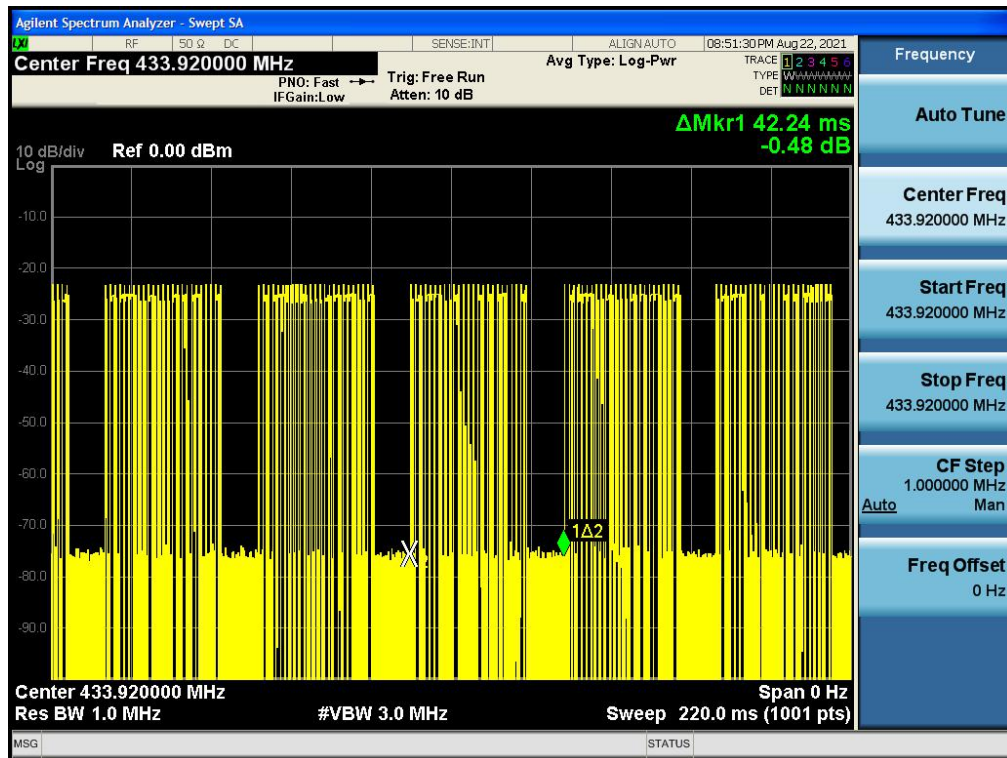 Agilent Spectrum Analyzer - Swept SA
LXI RF 50 Ω DC SENSE:INT ALIGN AUTO 08:51:30 PM Aug 22, 2021
Center Freq 433.920000 MHz
PNO: Fast
IFGain:Low
Trig: Free Run
Atten: 10 dB
Avg Type: Log-Pwr
TRACE 1 2 3 4 5 6
TYPE W
DET N N N N N N
ΔMkr1 42.24 ms
-0.48 dB
10 dB/div Ref 0.00 dBm
Log
-10.0
-20.0
-30.0
-40.0
-50.0
-60.0
-70.0
-80.0
-90.0
1Δ2
X2
Center 433.920000 MHz Span 0 Hz
Res BW 1.0 MHz #VBW 3.0 MHz Sweep 220.0 ms (1001 pts)
MSG STATUS
Frequency
Auto Tune
Center Freq
433.920000 MHz
Start Freq
433.920000 MHz
Stop Freq
433.920000 MHz
CF Step
1.000000 MHz
Auto Man
Freq Offset
0 Hz